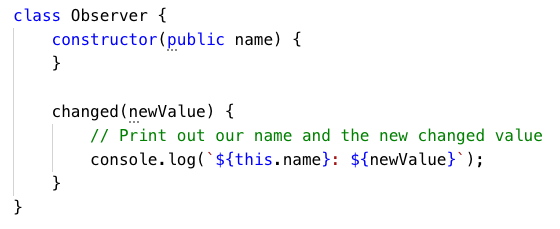 class Observer {
    constructor(public name) {
    }

    changed(newValue) {
        // Print out our name and the new changed value
        console.log(`${this.name}: ${newValue}`);
    }
}